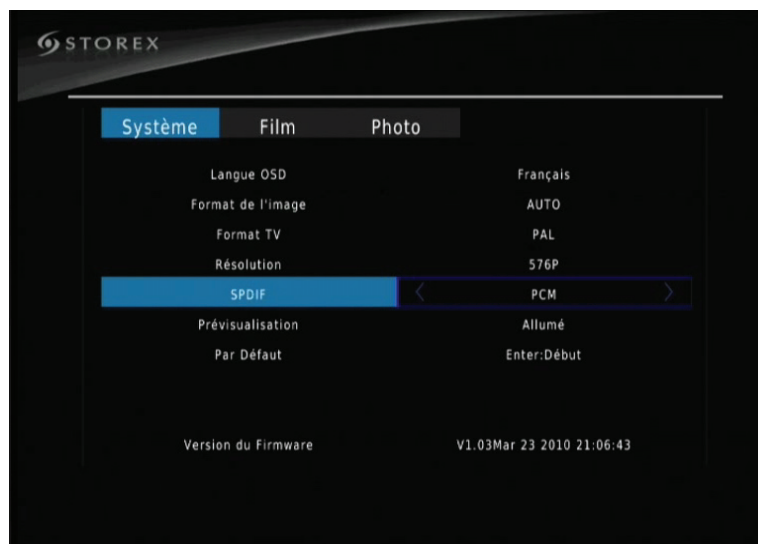 STOREX
Système Film Photo
Langue OSD Français
Format de l'image AUTO
Format TV PAL
Résolution 576P
SPDIF PCM
Prévisualisation Allumé
Par Défaut Enter:Début
Version du Firmware V1.03Mar 23 2010 21:06:43